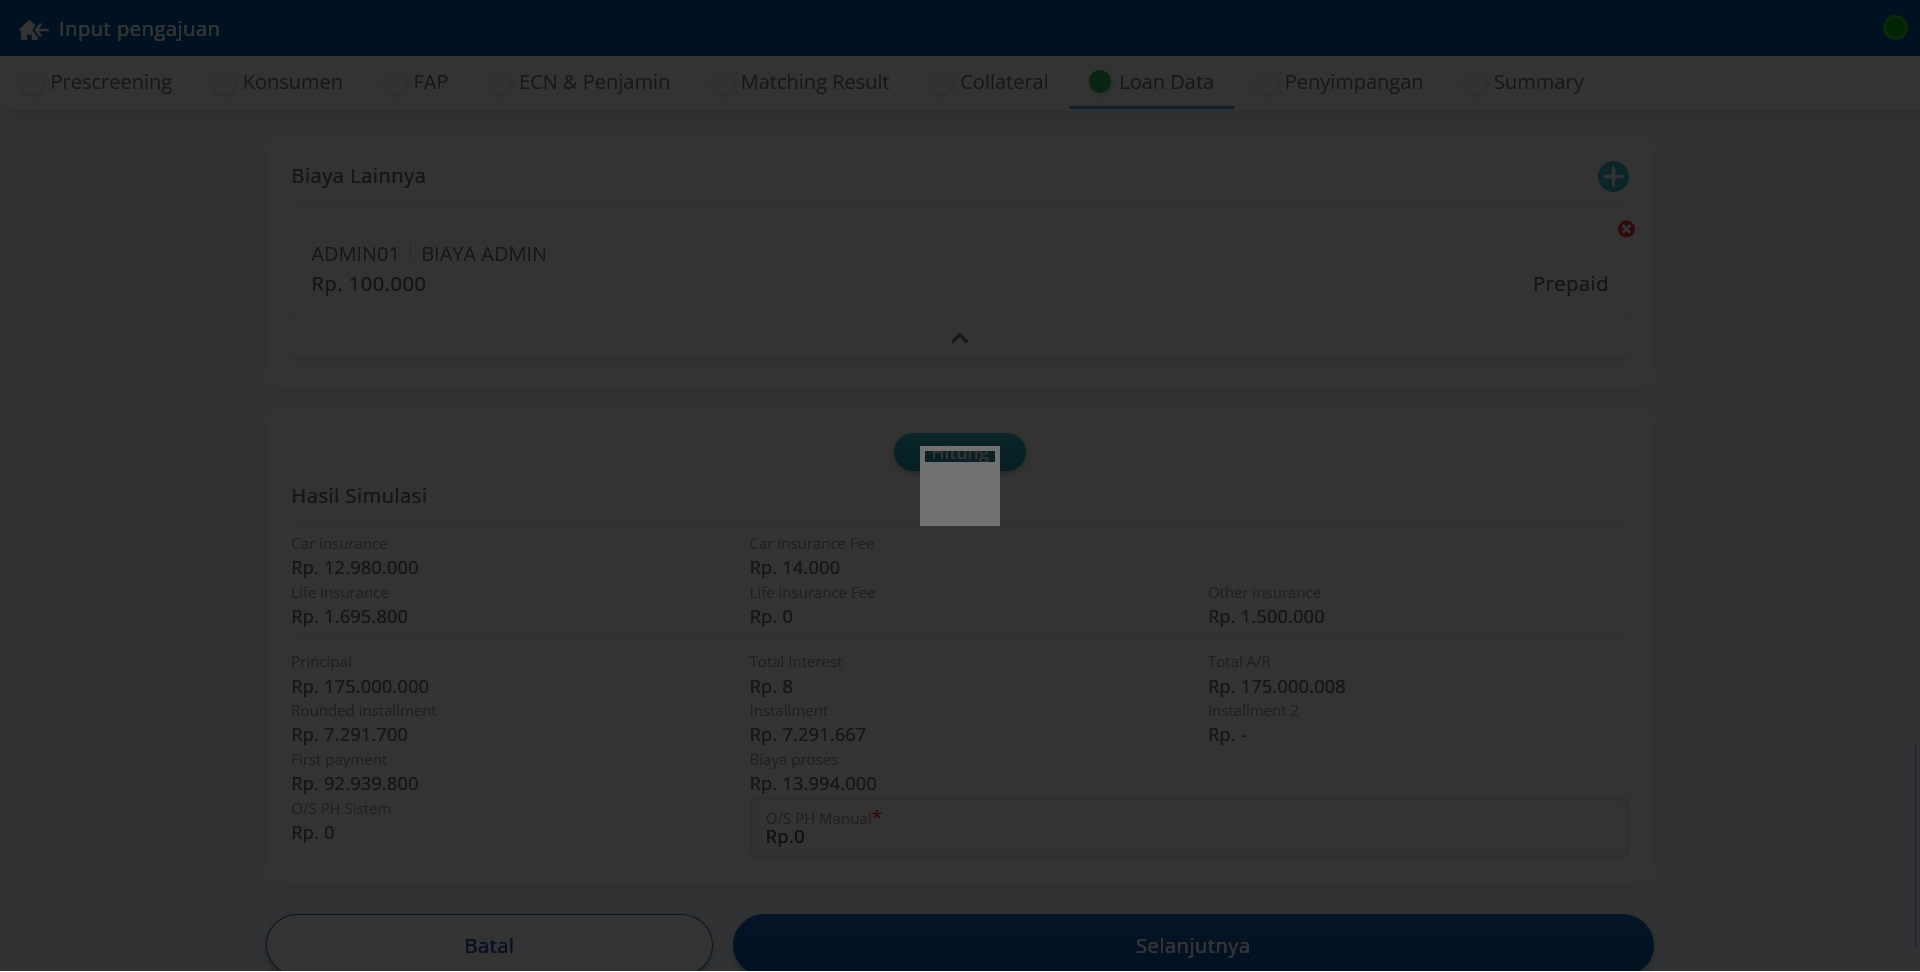 Input pengajuan
Prescreening Konsumen FAP ECN & Penjamin Matching Result Collateral Loan Data Penyimpangan Summary
Biaya Lainnya
ADMIN01 BIAYA ADMIN
Rp. 100.000 Prepaid
Hitung
Hasil Simulasi
Car insurance Car insurance Fee
Rp. 12.980.000 Rp. 14.000
Life insurance Life insurance Fee Other insurance
Rp. 1.695.800 Rp. 0 Rp. 1.500.000
Principal Total Interest Total A/R
Rp. 175.000.000 Rp. 8 Rp. 175.000.008
Rounded installment Installment Installment 2
Rp. 7.291.700 Rp. 7.291.667 Rp. -
First payment Biaya proses
Rp. 92.939.800 Rp. 13.994.000
O/S PH Sistem O/S PH Manual*
Rp. 0 Rp.0
Batal Selanjutnya